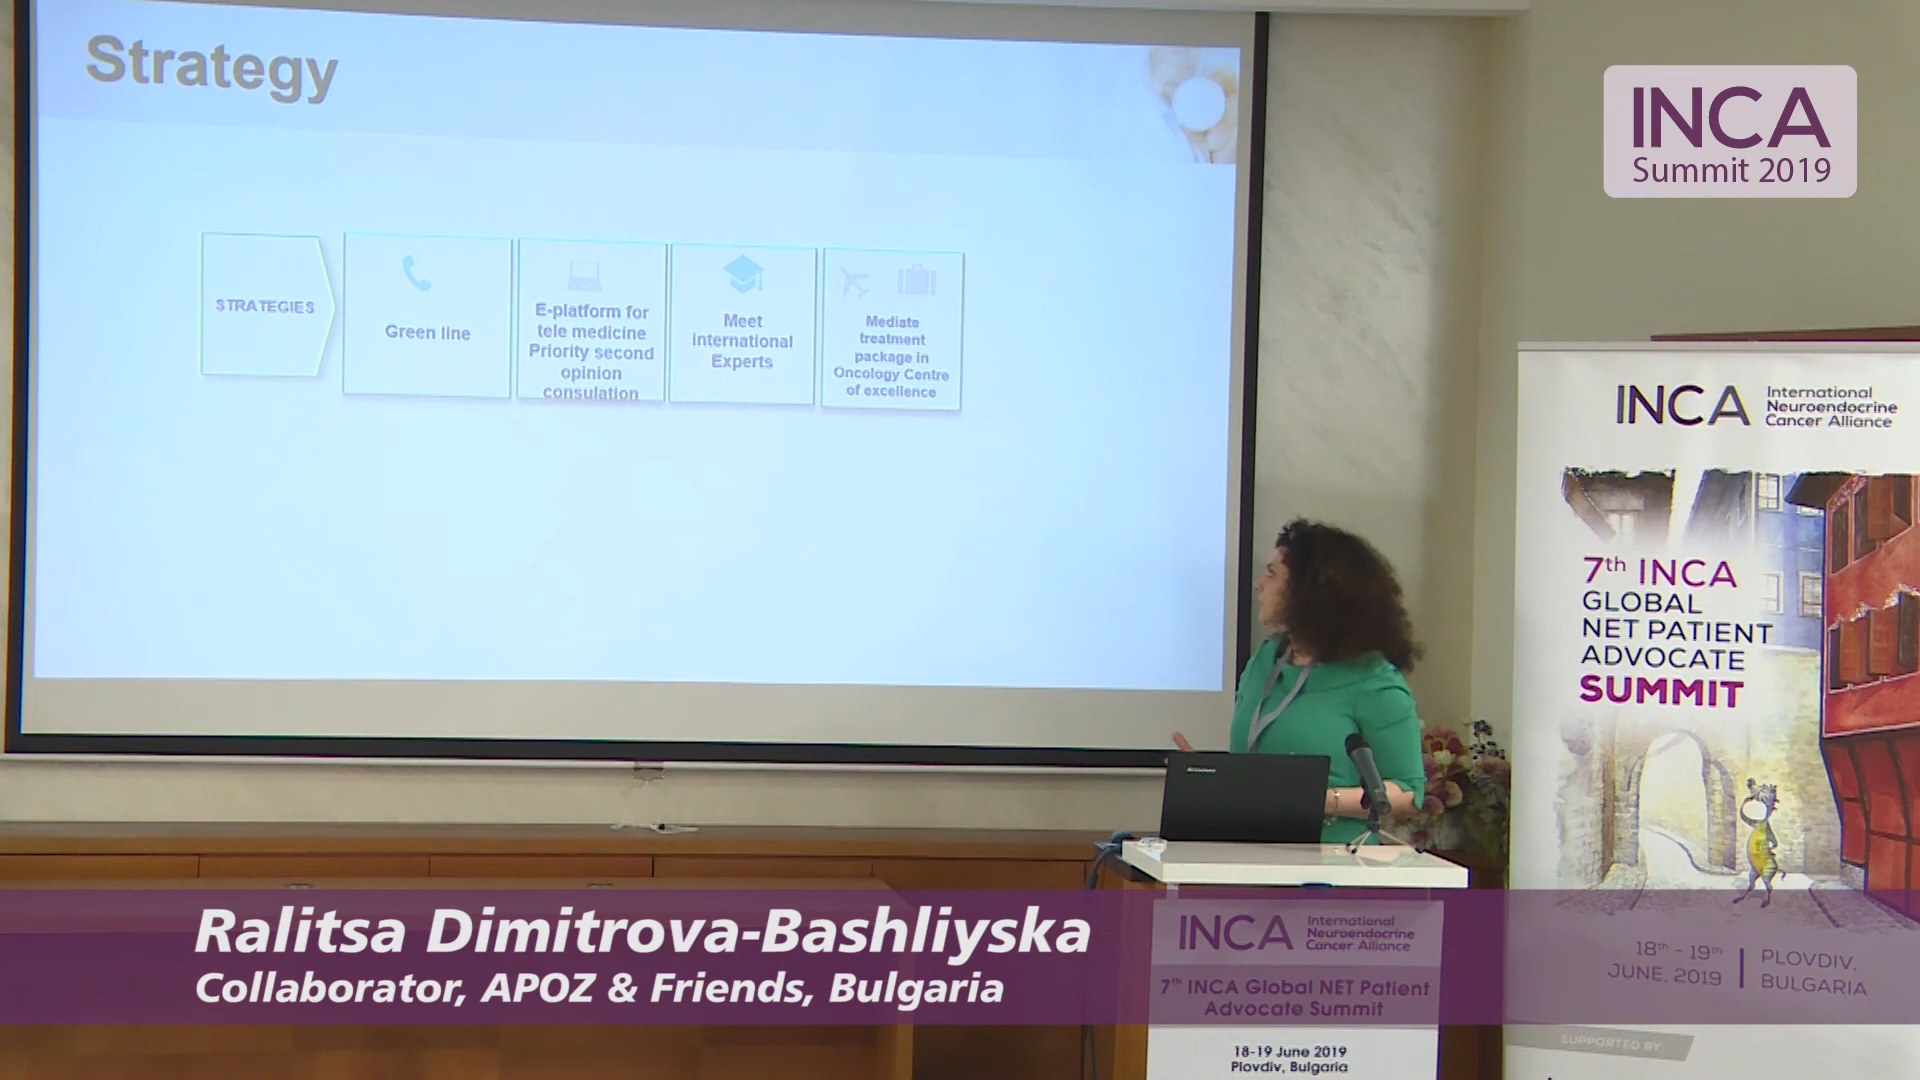 Strategy
STRATEGIES
Green line
E-platform for
tele medicine
Priority second
opinion
consulation
Meet
international
Experts
Mediate
treatment
package in
Oncology Centre
of excellence
INCA
Summit 2019
INCA International
Neuroendocrine
Cancer Alliance
7th INCA
GLOBAL
NET PATIENT
ADVOCATE
SUMMIT
18th - 19th
JUNE, 2019
PLOVDIV,
BULGARIA
SUPPORTED BY:
lenovo
Ralitsa Dimitrova-Bashliyska
Collaborator, APOZ & Friends, Bulgaria
INCA International
Neuroendocrine
Cancer Alliance
7th INCA Global NET Patient
Advocate Summit
18-19 June 2019
Plovdiv, Bulgaria